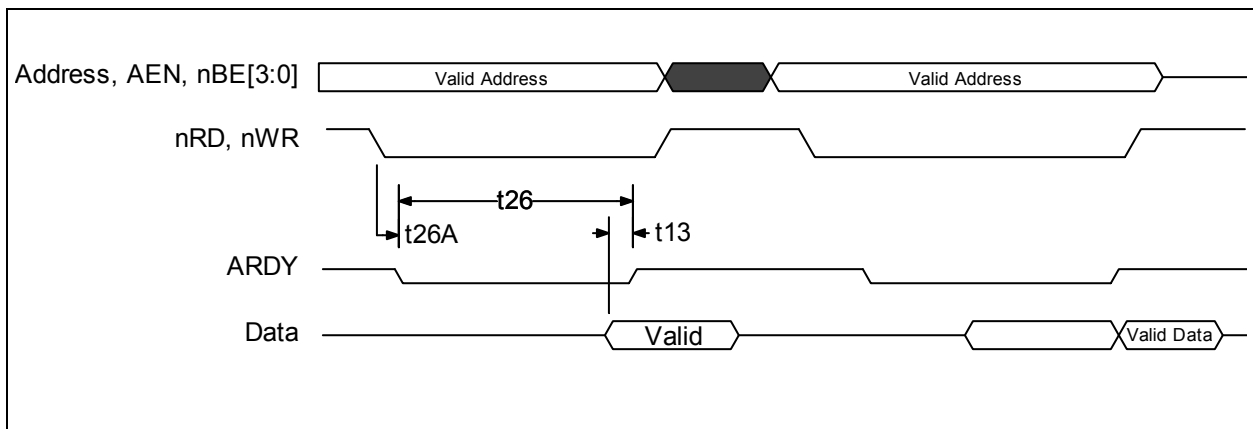 Address, AEN, nBE[3:0] Valid Address Valid Address
nRD, nWR
t26
t26A t13
ARDY
Data Valid Valid Data